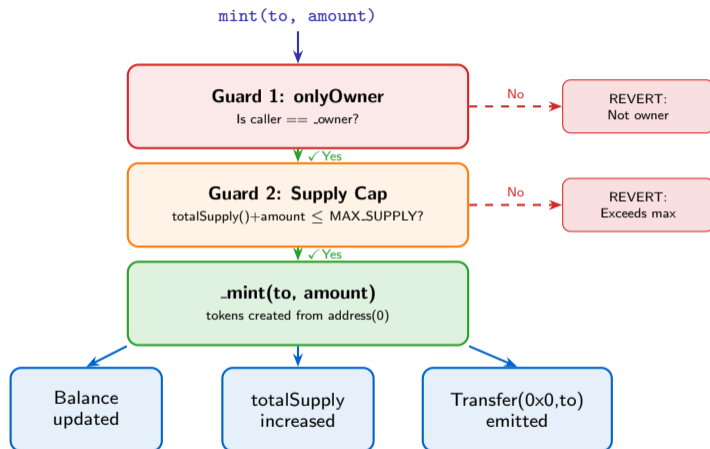 mint(to, amount)
Guard 1: onlyOwner
Is caller == _owner?
No
REVERT:
Not owner
✓Yes
Guard 2: Supply Cap
totalSupply()+amount ≤ MAX_SUPPLY?
No
REVERT:
Exceeds max
✓Yes
_mint(to, amount)
tokens created from address(0)
Balance
updated
totalSupply
increased
Transfer(0x0,to)
emitted